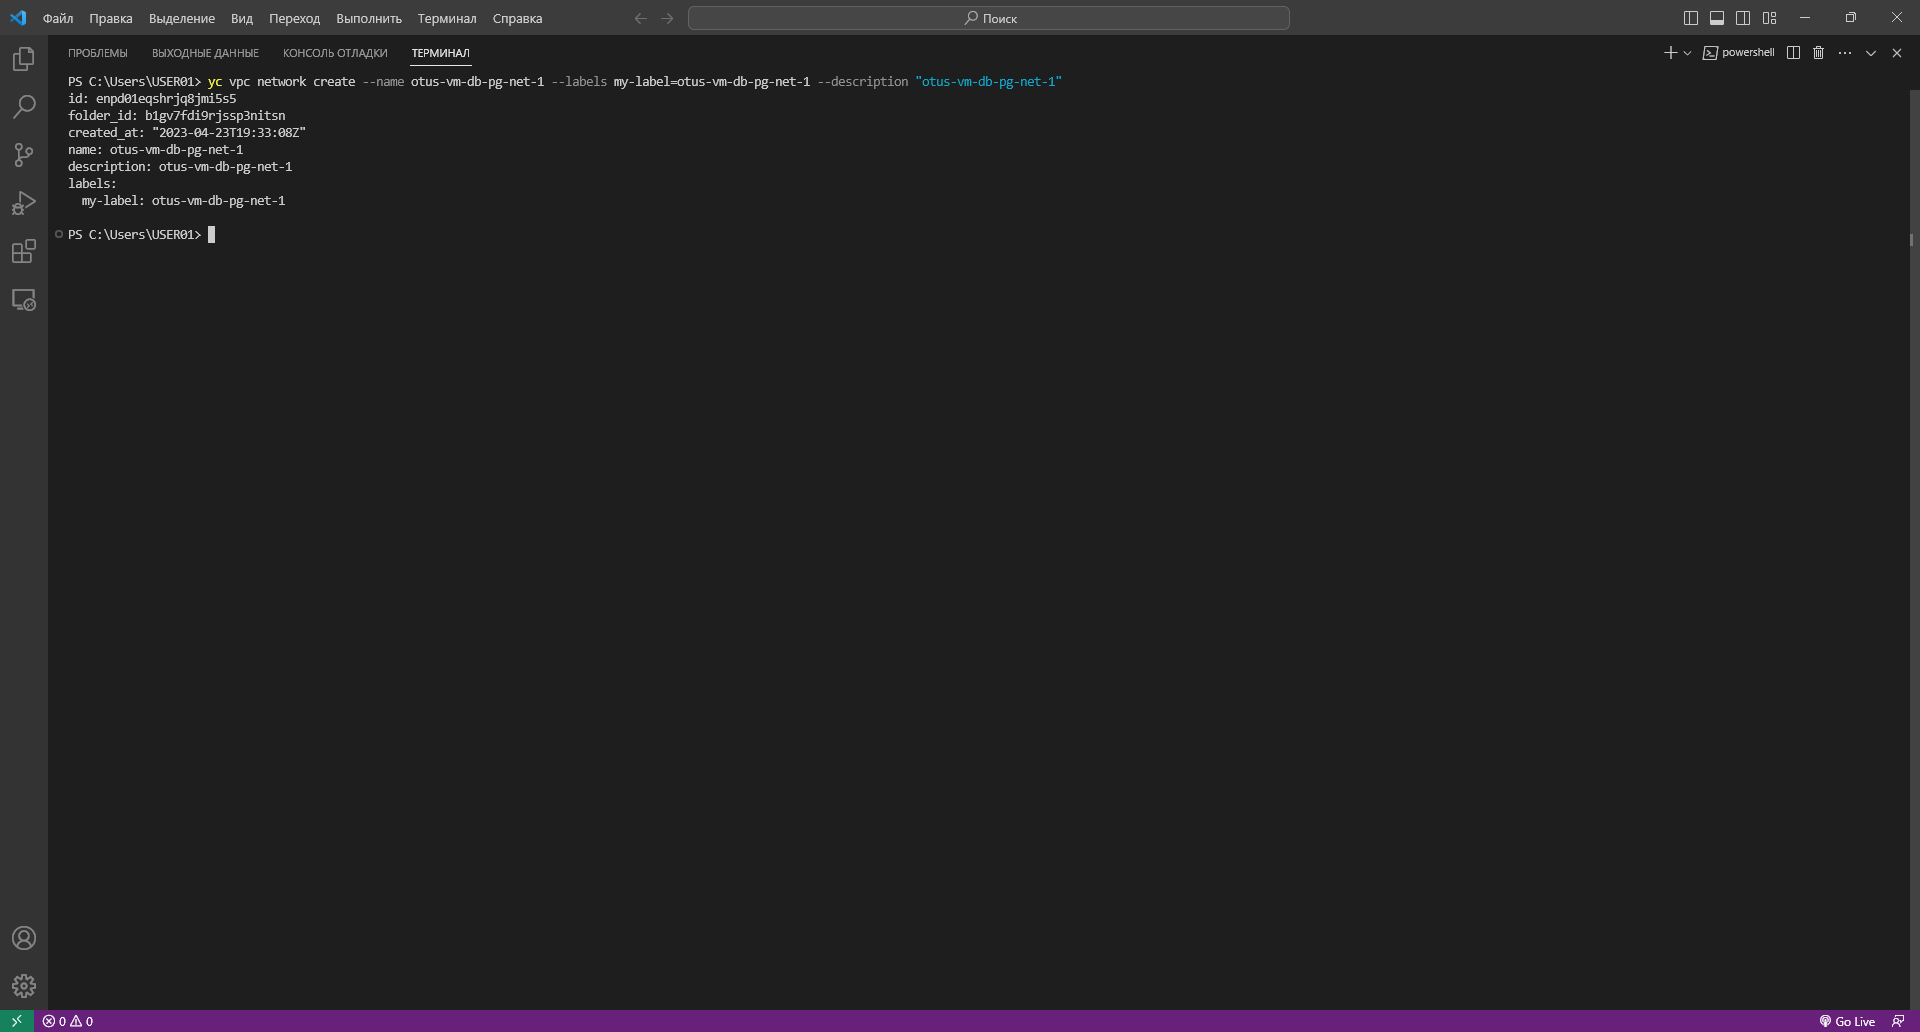 Файл Правка Выделение Вид Переход Выполнить Терминал Справка Поиск
ПРОБЛЕМЫ ВЫХОДНЫЕ ДАННЫЕ КОНСОЛЬ ОТЛАДКИ ТЕРМИНАЛ powershell
PS C:\Users\USER01> yc vpc network create --name otus-vm-db-pg-net-1 --labels my-label=otus-vm-db-pg-net-1 --description "otus-vm-db-pg-net-1"
id: enpd01eqshrjq8jmi5s5
folder_id: b1gv7fdi9rjssp3nitsn
created_at: "2023-04-23T19:33:08Z"
name: otus-vm-db-pg-net-1
description: otus-vm-db-pg-net-1
labels:
  my-label: otus-vm-db-pg-net-1
PS C:\Users\USER01>
0 0 Go Live